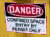 DANGER
CONFINED SPACE
ENTRY BY
PERMIT ONLY